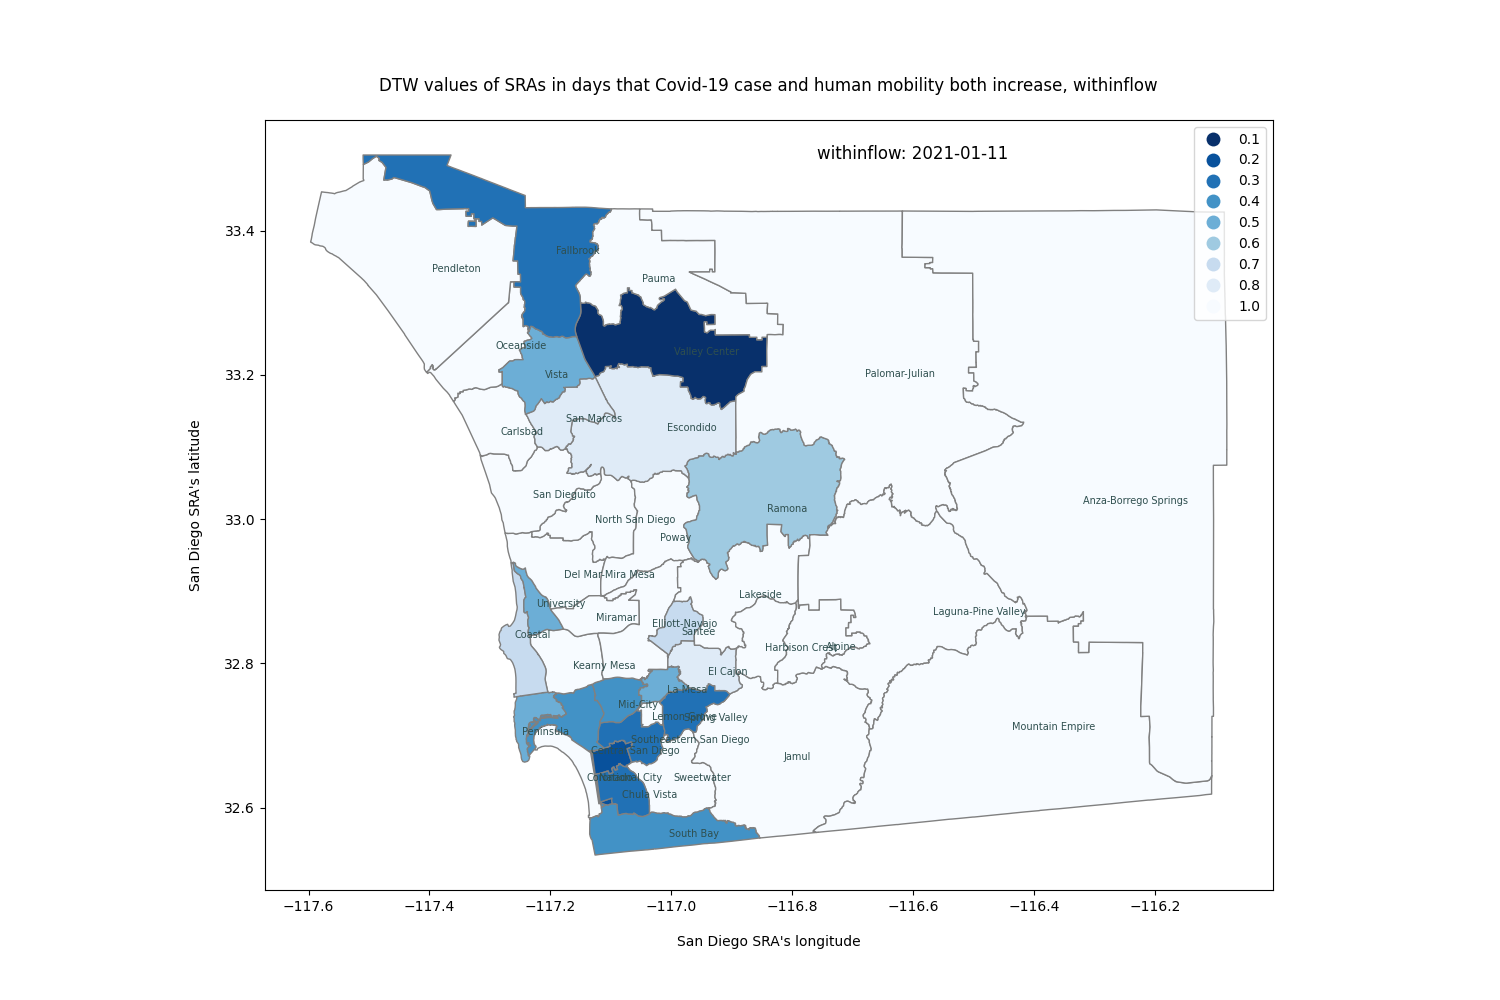 DTW values of SRAs in days that Covid-19 case and human mobility both increase, withinflow
withinflow: 2021-01-11
0.1
0.2
0.3
0.4
0.5
0.6
0.7
0.8
1.0
33.4
33.2
33.0
32.8
32.6
San Diego SRA's latitude
Fallbrook
Pendleton
Pauma
Oceanside
Valley Center
Vista
Palomar-Julian
San Marcos
Carlsbad
Escondido
San Dieguito
Anza-Borrego Springs
Ramona
North San Diego
Poway
Del Mar-Mira Mesa
Lakeside
University
Laguna-Pine Valley
Miramar
Elliott-Navajo
Santee
Coastal
Harbison Crest
Alpine
Kearny Mesa
El Cajon
La Mesa
Mid-City
Lemon Grove
Spring Valley
Mountain Empire
Peninsula
Southeastern San Diego
San Diego
Jamul
National City
Sweetwater
Chula Vista
South Bay
−117.6
−117.4
−117.2
−117.0
−116.8
−116.6
−116.4
−116.2
San Diego SRA's longitude